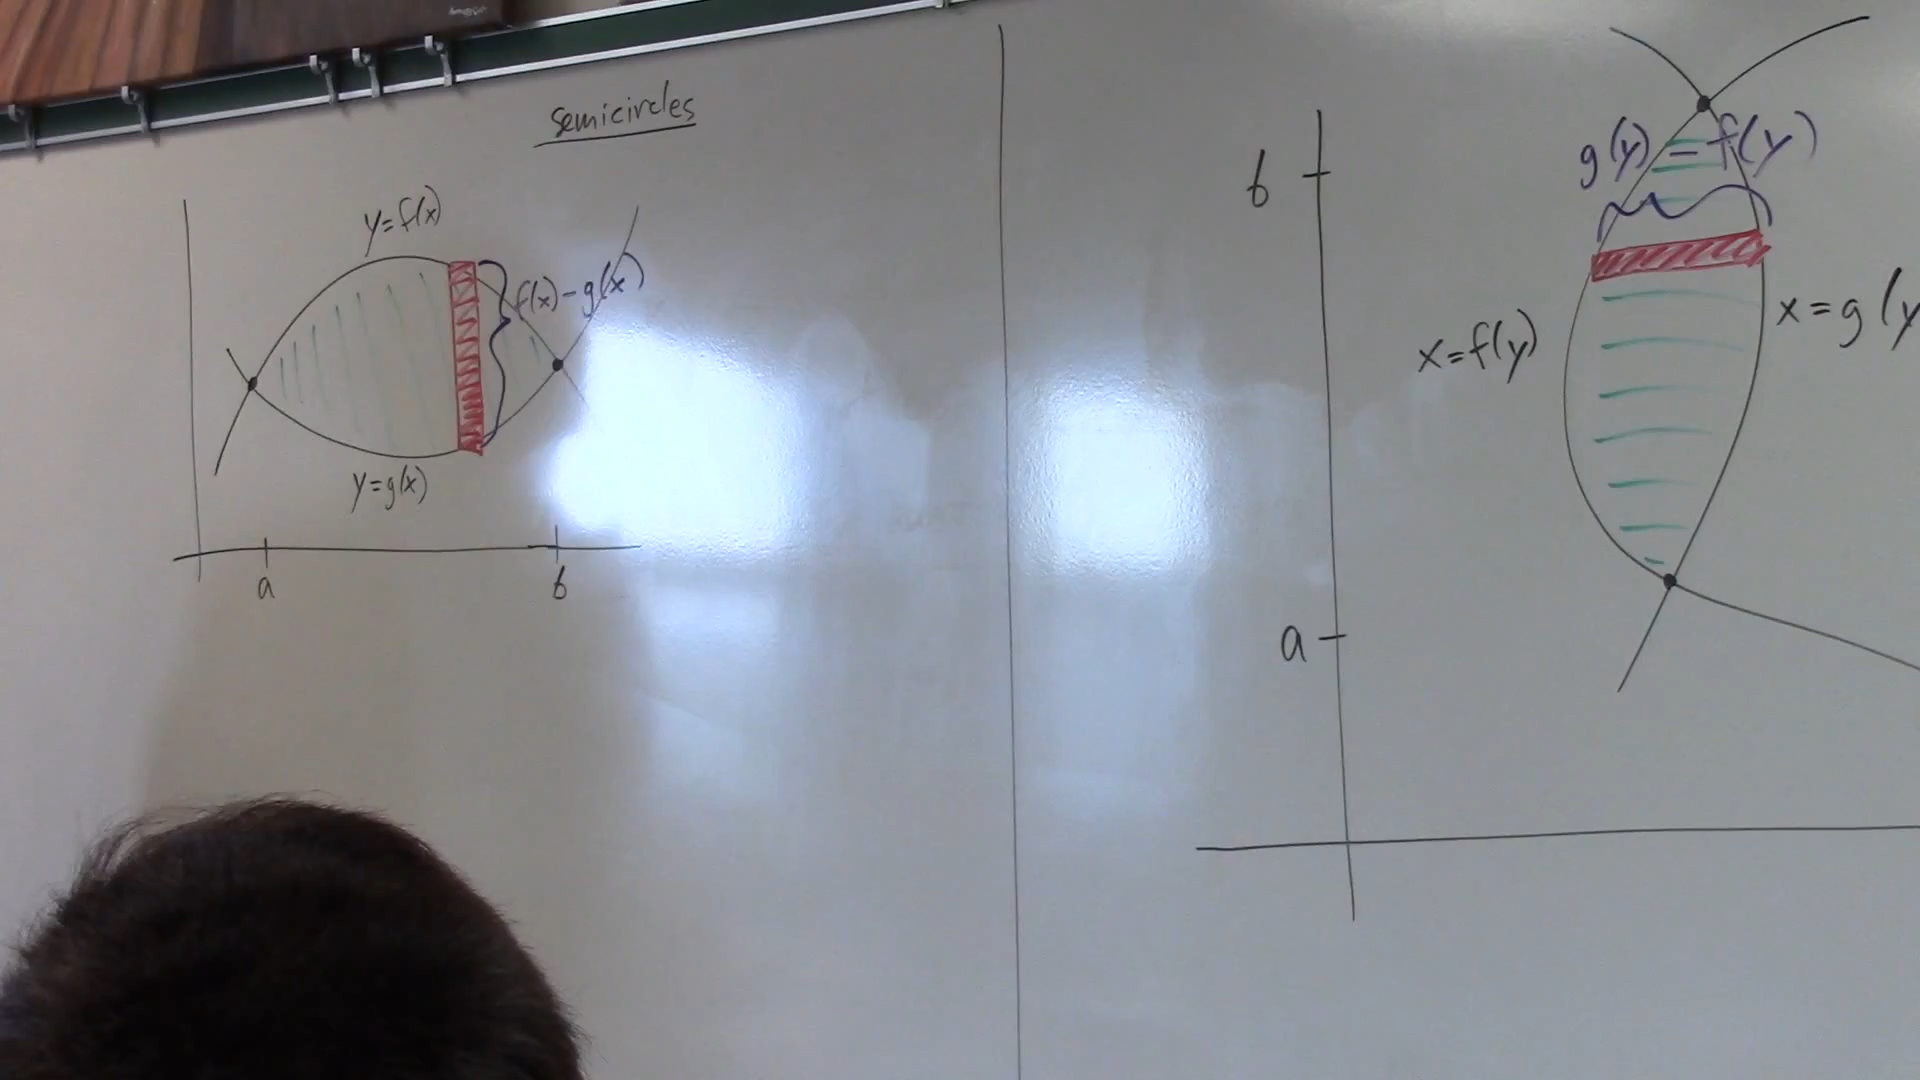 semicircles
y=f(x)
f(x)-g(x)
y=g(x)
a
b
b
g(y)-f(y)
x=f(y)
x=g(y
a